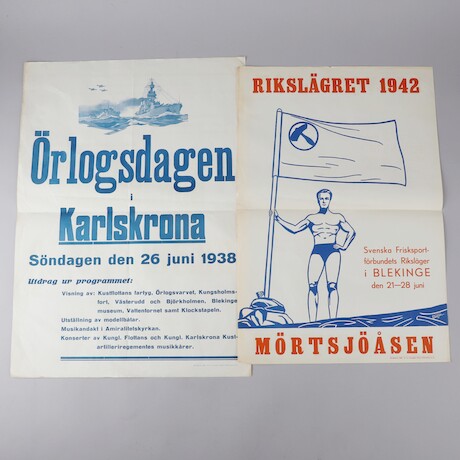 Örlogsdagen
i
Karlskrona
Söndagen den 26 juni 1938
Utdrag ur programmet:
Visning av: Kustflottans fartyg, Örlogsvarvet, Kungsholms-
fort, Västerudd och Björkholmen, Blekinge
museum, Vattentornet samt Klockstapeln.
Utställning av modellbåtar.
Musikandakt i Amiralitetskyrkan.
Konserter av Kungl. Flottans och Kungl. Karlskrona Kust-
artilleriregementes musikkårer.
RIKSLÄGRET 1942
Svenska Frisksport-
förbundets Riksläger
i BLEKINGE
den 21—28 juni
MÖRTSJÖÅSEN